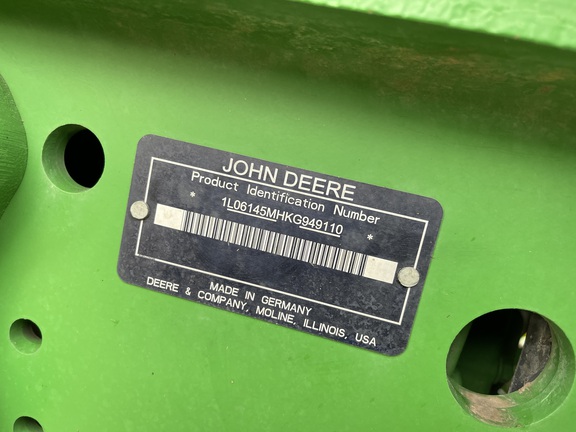 JOHN DEERE
Product Identification Number
* 1L06145MHKG949110 *
MADE IN GERMANY
DEERE & COMPANY, MOLINE, ILLINOIS, USA